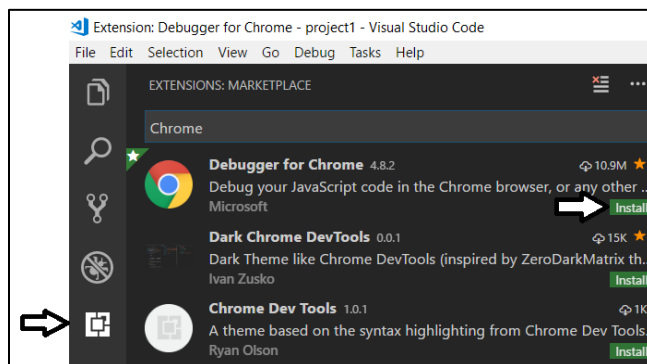 Extension: Debugger for Chrome - project1 - Visual Studio Code
File Edit Selection View Go Debug Tasks Help
EXTENSIONS: MARKETPLACE
Chrome
Debugger for Chrome 4.8.2 10.9M
Debug your JavaScript code in the Chrome browser, or any other ...
Microsoft Install
Dark Chrome DevTools 0.0.1 15K
Dark Theme like Chrome DevTools (inspired by ZeroDarkMatrix th...
Ivan Zusko Install
Chrome Dev Tools 1.0.1 1K
A theme based on the syntax highlighting from Chrome Dev Tools.
Ryan Olson Install